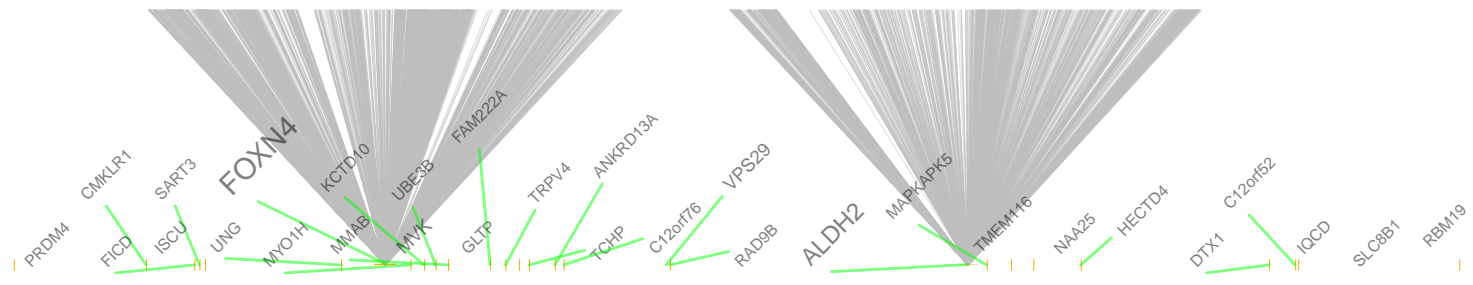 PRDM4
CMKLR1
FICD
SART3
ISCU
UNG
FOXN4
MYO1H
KCTD10
MMAB
UBE3B
MVK
FAM222A
GLTP
TRPV4
ANKRD13A
TCHP
C12orf76
VPS29
RAD9B
ALDH2
MAPKAPK5
TMEM116
NAA25
HECTD4
DTX1
C12orf52
IQCD
SLC8B1
RBM19